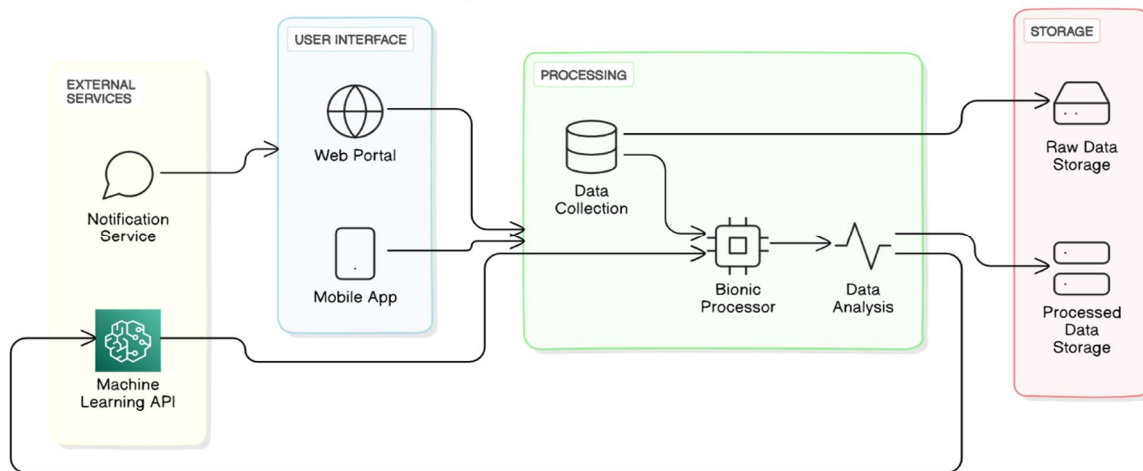 EXTERNAL
SERVICES
Notification
Service
Machine
Learning API
USER INTERFACE
Web Portal
Mobile App
PROCESSING
Data
Collection
Bionic
Processor
Data
Analysis
STORAGE
Raw Data
Storage
Processed
Data
Storage